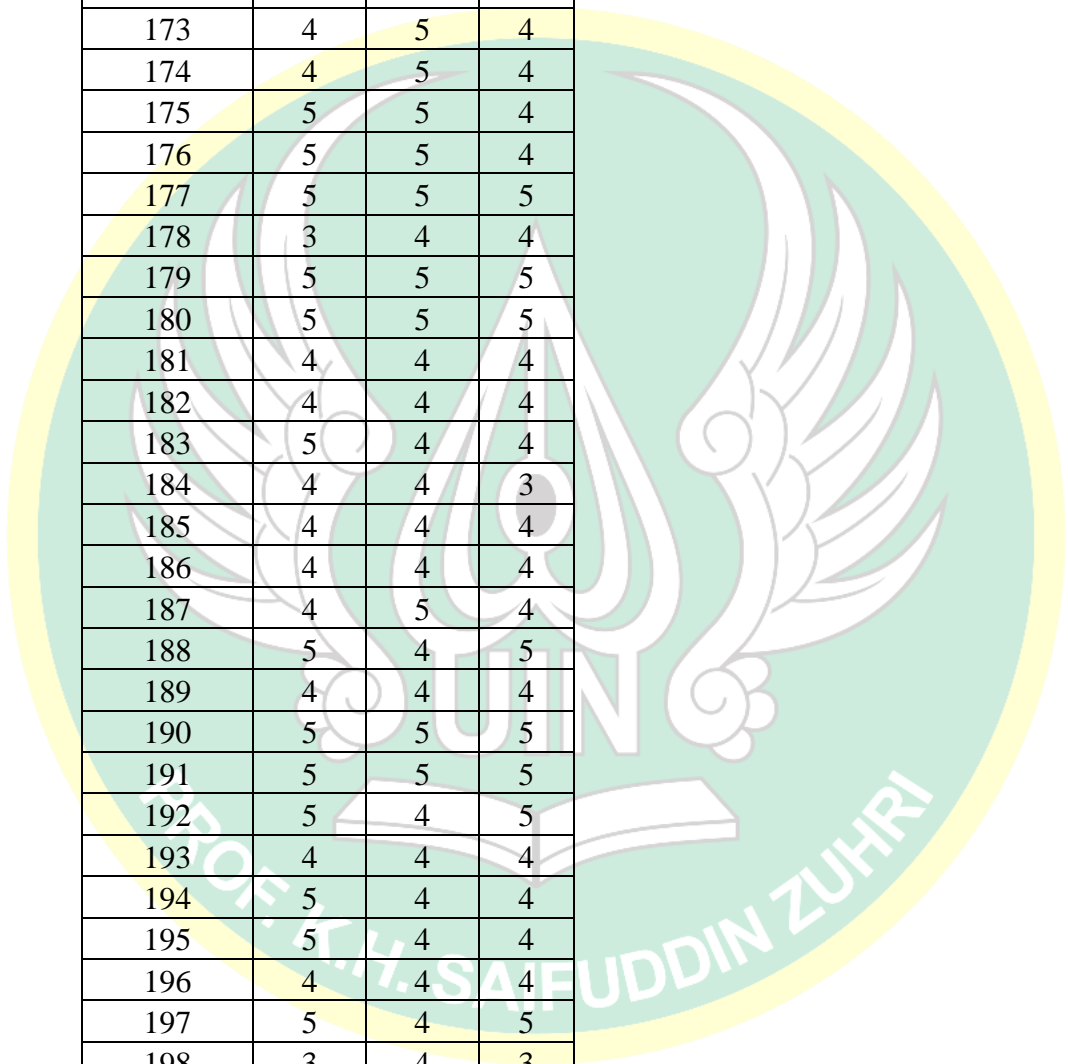 173 4 5 4
174 4 5 4
175 5 5 4
176 5 5 4
177 5 5 5
178 3 4 4
179 5 5 5
180 5 5 5
181 4 4 4
182 4 4 4
183 5 4 4
184 4 4 3
185 4 4 4
186 4 4 4
187 4 5 4
188 5 4 5
189 4 4 4
190 5 5 5
191 5 5 5
192 5 4 5
193 4 4 4
194 5 4 4
195 5 4 4
196 4 4 4
197 5 4 5
198 3 4 3
UIN
PROF. K.H. SAIFUDDIN ZUHRI